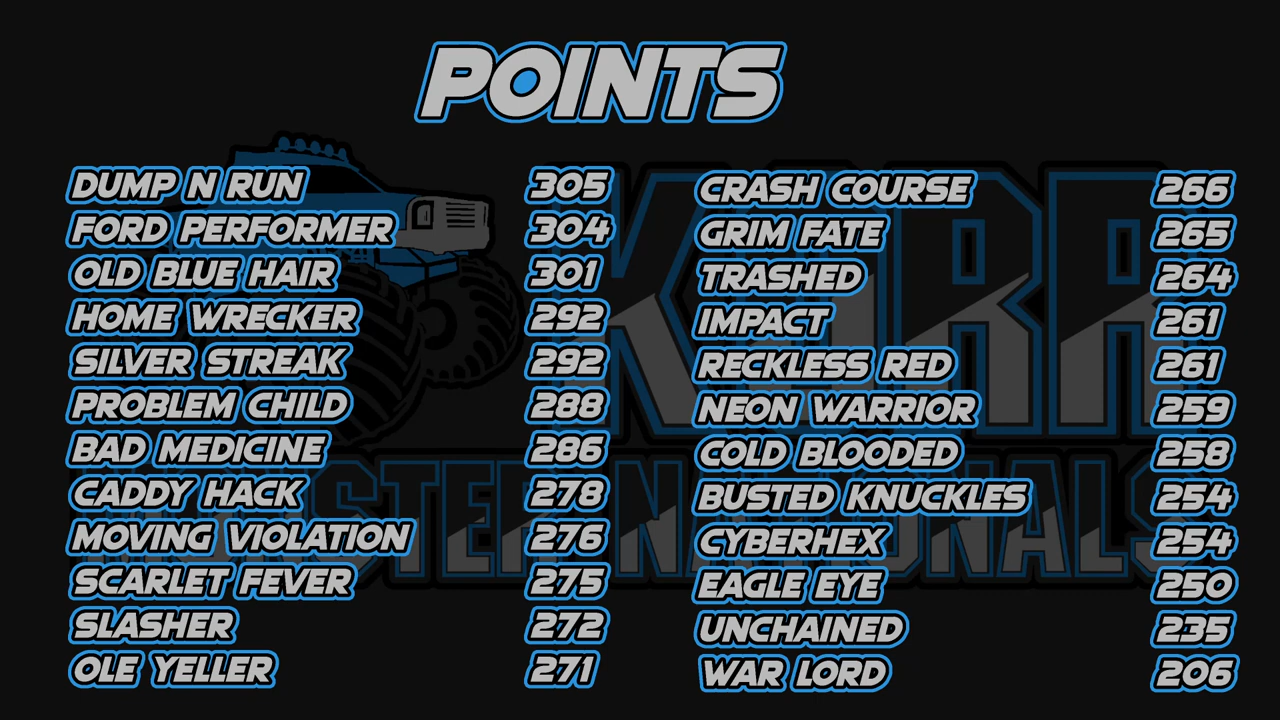 POINTS
DUMP N RUN 305
FORD PERFORMER 304
OLD BLUE HAIR 301
HOME WRECKER 292
SILVER STREAK 292
PROBLEM CHILD 288
BAD MEDICINE 286
CADDY HACK 278
MOVING VIOLATION 276
SCARLET FEVER 275
SLASHER 272
OLE YELLER 271
CRASH COURSE 266
GRIM FATE 265
TRASHED 264
IMPACT 261
RECKLESS RED 261
NEON WARRIOR 259
COLD BLOODED 258
BUSTED KNUCKLES 254
CYBERHEX 254
EAGLE EYE 250
UNCHAINED 235
WAR LORD 206